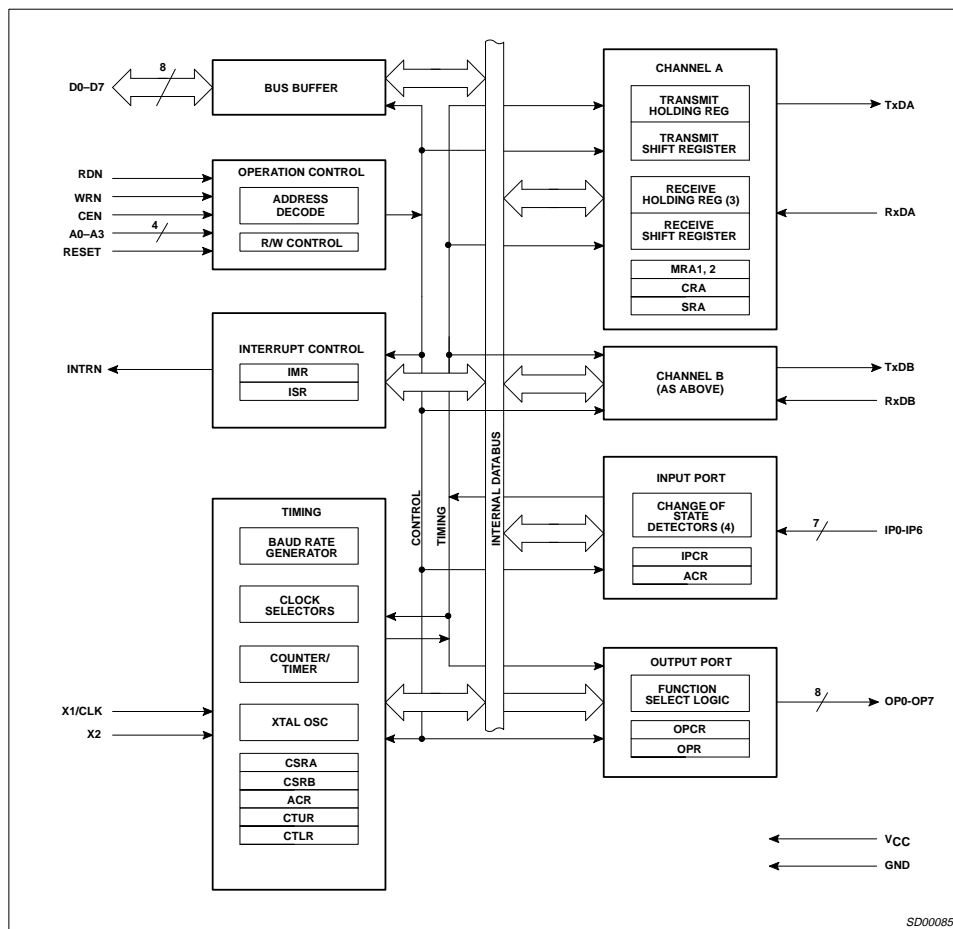 D0–D7
8
BUS BUFFER
RDN
WRN
CEN
A0–A3
4
RESET
OPERATION CONTROL
ADDRESS
DECODE
R/W CONTROL
INTRN
INTERRUPT CONTROL
IMR
ISR
TIMING
BAUD RATE
GENERATOR
CLOCK
SELECTORS
COUNTER/
TIMER
X1/CLK
X2
XTAL OSC
CSRA
CSRB
ACR
CTUR
CTLR
CONTROL
TIMING
INTERNAL DATABUS
CHANNEL A
TRANSMIT
HOLDING REG
TRANSMIT
SHIFT REGISTER
RECEIVE
HOLDING REG (3)
RECEIVE
SHIFT REGISTER
MRA1, 2
CRA
SRA
TxDA
RxDA
CHANNEL B
(AS ABOVE)
TxDB
RxDB
INPUT PORT
CHANGE OF
STATE
DETECTORS (4)
IPCR
ACR
7
IP0-IP6
OUTPUT PORT
FUNCTION
SELECT LOGIC
OPCR
OPR
8
OP0-OP7
VCC
GND
SD00085